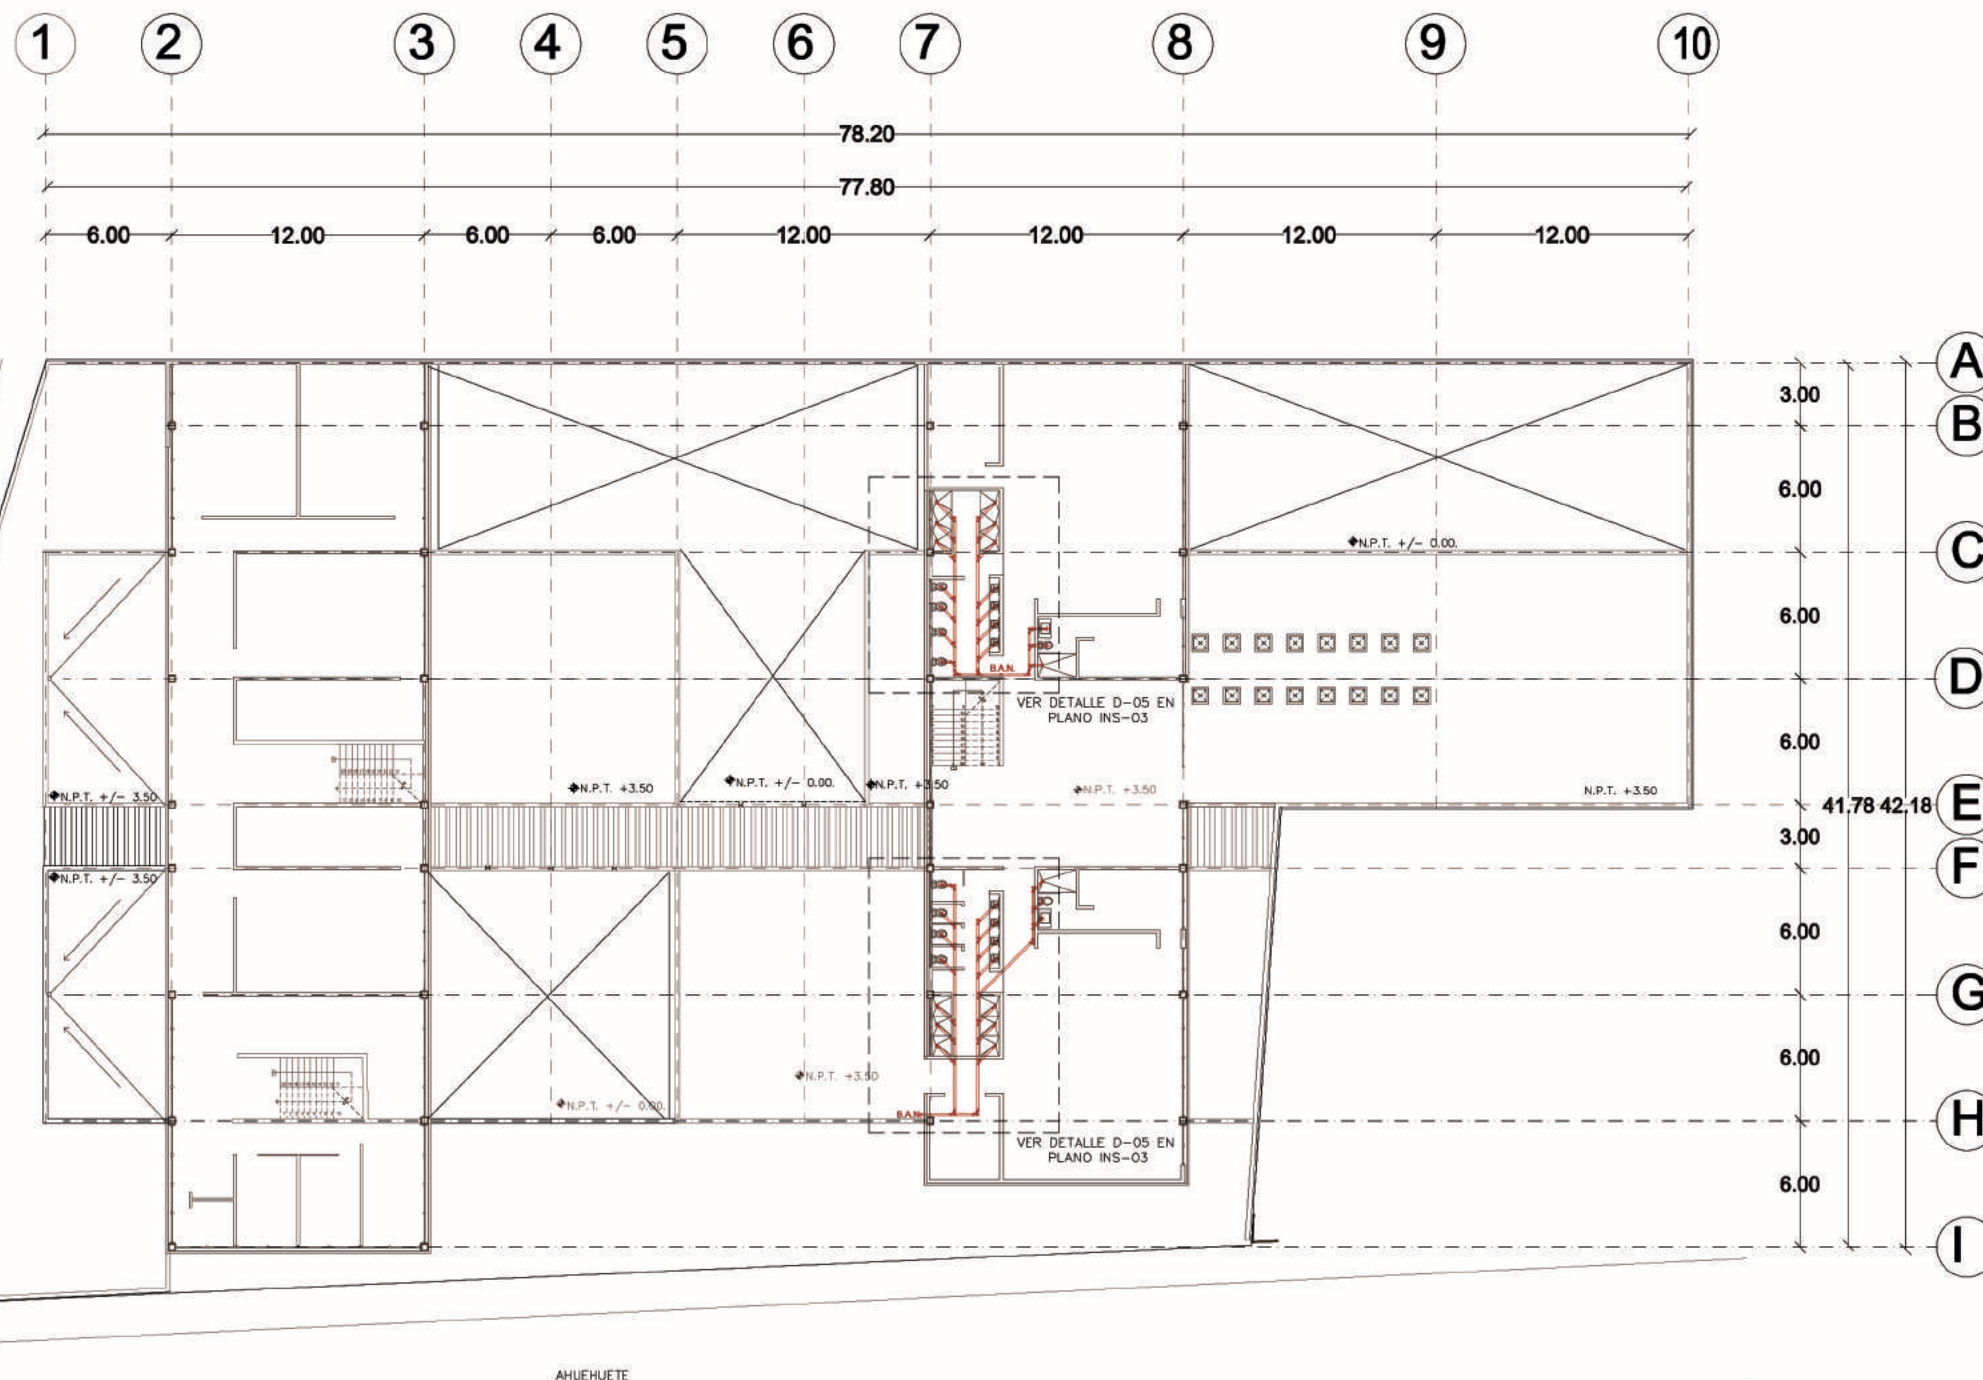 1 2 3 4 5 6 7 8 9 10
78.20
77.80
6.00 12.00 6.00 6.00 12.00 12.00 12.00 12.00
A
3.00
B
6.00
N.P.T. +/- 0.00.
C
6.00
B.A.N.
D
VER DETALLE D-05 EN
PLANO INS-03
6.00
N.P.T. +/- 3.50
N.P.T. +3.50
N.P.T. +/- 0.00.
N.P.T. +3.50
N.P.T. +3.50
N.P.T. +3.50
41.78 42.18
E
3.00
N.P.T. +/- 3.50
F
6.00
G
6.00
N.P.T. +3.50
N.P.T. +/- 0.00.
B.A.N.
H
VER DETALLE D-05 EN
PLANO INS-03
6.00
I
AHUEHUETE